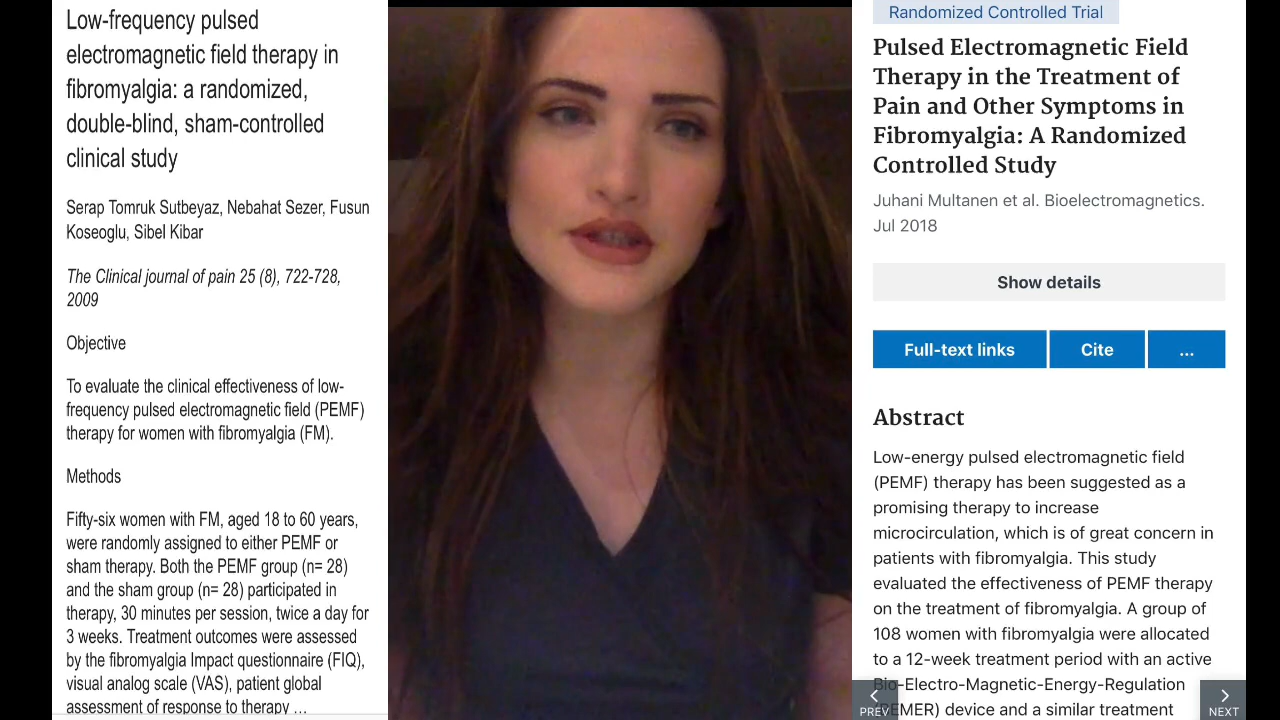 Low-frequency pulsed
electromagnetic field therapy in
fibromyalgia: a randomized,
double-blind, sham-controlled
clinical study
Serap Tomruk Sutbeyaz, Nebahat Sezer, Fusun
Koseoglu, Sibel Kibar
The Clinical journal of pain 25 (8), 722-728,
2009
Objective
To evaluate the clinical effectiveness of low-
frequency pulsed electromagnetic field (PEMF)
therapy for women with fibromyalgia (FM).
Methods
Fifty-six women with FM, aged 18 to 60 years,
were randomly assigned to either PEMF or
sham therapy. Both the PEMF group (n= 28)
and the sham group (n= 28) participated in
therapy, 30 minutes per session, twice a day for
3 weeks. Treatment outcomes were assessed
by the fibromyalgia Impact questionnaire (FIQ),
visual analog scale (VAS), patient global
assessment of response to therapy ...
Randomized Controlled Trial
Pulsed Electromagnetic Field
Therapy in the Treatment of
Pain and Other Symptoms in
Fibromyalgia: A Randomized
Controlled Study
Juhani Multanen et al. Bioelectromagnetics.
Jul 2018
Show details
Full-text links
Cite
...
Abstract
Low-energy pulsed electromagnetic field
(PEMF) therapy has been suggested as a
promising therapy to increase
microcirculation, which is of great concern in
patients with fibromyalgia. This study
evaluated the effectiveness of PEMF therapy
on the treatment of fibromyalgia. A group of
108 women with fibromyalgia were allocated
to a 12-week treatment period with an active
Bio-Electro-Magnetic-Energy-Regulation
(BEMER) device and a similar treatment
PREV
NEXT